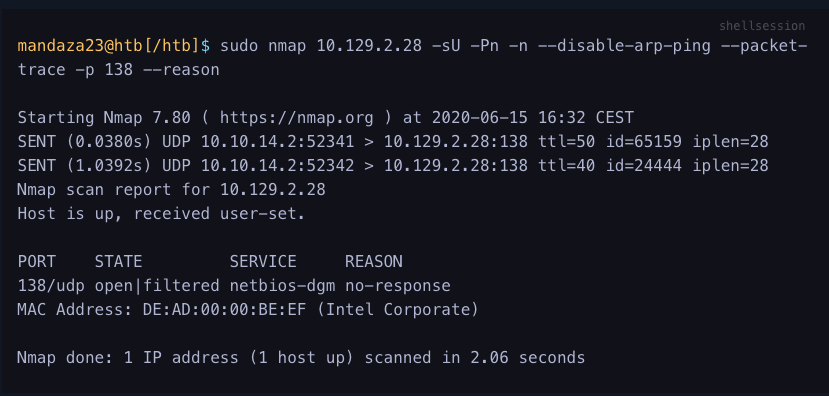 shellsession
mandaza23@htb[/htb]$ sudo nmap 10.129.2.28 -sU -Pn -n --disable-arp-ping --packet-
trace -p 138 --reason
Starting Nmap 7.80 ( https://nmap.org ) at 2020-06-15 16:32 CEST
SENT (0.0380s) UDP 10.10.14.2:52341 > 10.129.2.28:138 ttl=50 id=65159 iplen=28
SENT (1.0392s) UDP 10.10.14.2:52342 > 10.129.2.28:138 ttl=40 id=24444 iplen=28
Nmap scan report for 10.129.2.28
Host is up, received user-set.
PORT    STATE         SERVICE     REASON
138/udp open|filtered netbios-dgm no-response
MAC Address: DE:AD:00:00:BE:EF (Intel Corporate)
Nmap done: 1 IP address (1 host up) scanned in 2.06 seconds